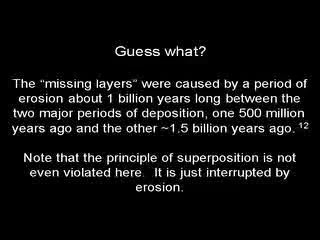 Guess what?
The “missing layers” were caused by a period of
erosion about 1 billion years long between the
two major periods of deposition, one 500 million
years ago and the other ~1.5 billion years ago. 12
Note that the principle of superposition is not
even violated here.  It is just interrupted by
erosion.